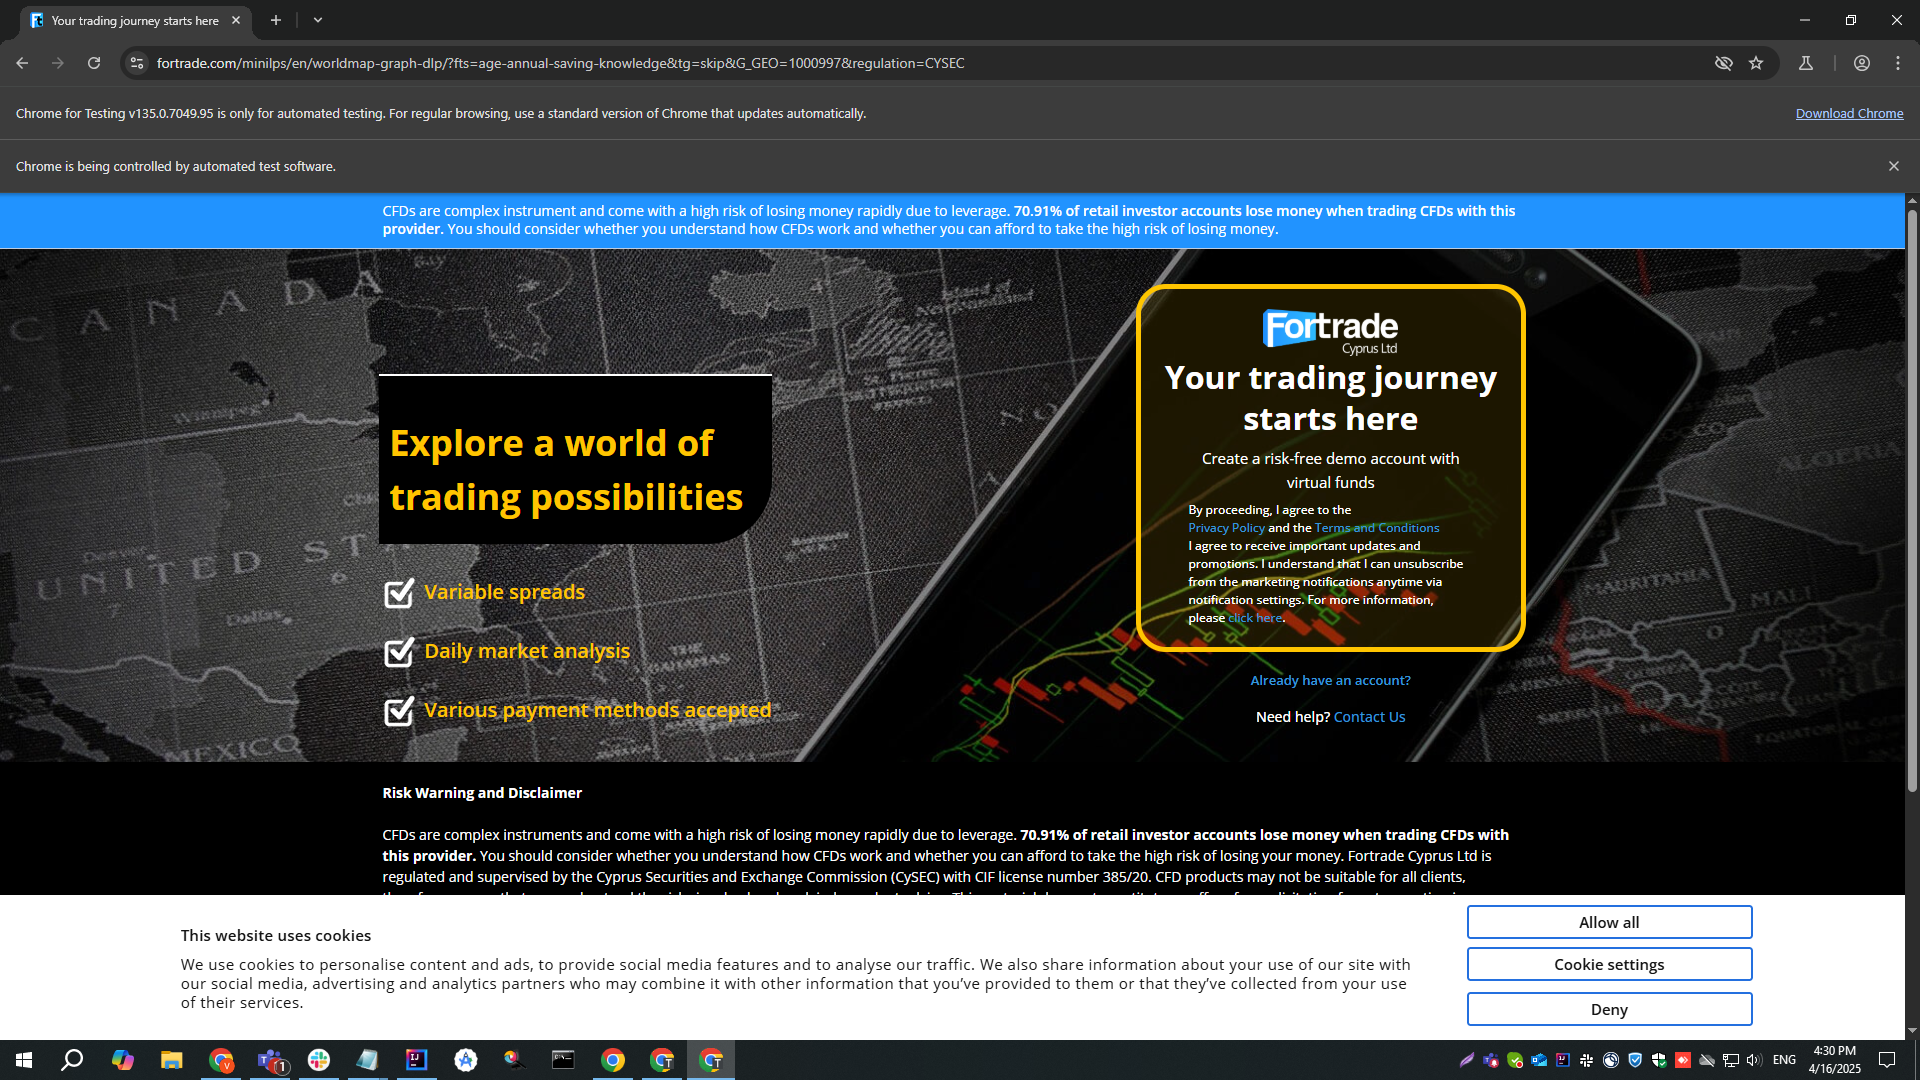 Your trading journey starts here
fortrade.com/minilps/en/worldmap-graph-dlp/?fts=age-annual-saving-knowledge&tg=skip&G_GEO=1000997&regulation=CYSEC
Chrome for Testing v135.0.7049.95 is only for automated testing. For regular browsing, use a standard version of Chrome that updates automatically.
Download Chrome
Chrome is being controlled by automated test software.
CFDs are complex instrument and come with a high risk of losing money rapidly due to leverage. 70.91% of retail investor accounts lose money when trading CFDs with this
provider. You should consider whether you understand how CFDs work and whether you can afford to take the high risk of losing money.
CANADA
Winnipeg
Denver
UNITED ST
Dallas
MEXICO
THE
BAHAMAS
Island of
Newfoundland
ALGERIA
MAURITANIA
MALI
Explore a world of
trading possibilities
Variable spreads
Daily market analysis
Various payment methods accepted
Fortrade
Cyprus Ltd
Your trading journey
starts here
Create a risk-free demo account with
virtual funds
By proceeding, I agree to the
Privacy Policy and the Terms and Conditions
I agree to receive important updates and
promotions. I understand that I can unsubscribe
from the marketing notifications anytime via
notification settings. For more information,
please click here.
Already have an account?
Need help? Contact Us
Risk Warning and Disclaimer
CFDs are complex instruments and come with a high risk of losing money rapidly due to leverage. 70.91% of retail investor accounts lose money when trading CFDs with
this provider. You should consider whether you understand how CFDs work and whether you can afford to take the high risk of losing your money. Fortrade Cyprus Ltd is
regulated and supervised by the Cyprus Securities and Exchange Commission (CySEC) with CIF license number 385/20. CFD products may not be suitable for all clients,
This website uses cookies
We use cookies to personalise content and ads, to provide social media features and to analyse our traffic. We also share information about your use of our site with
our social media, advertising and analytics partners who may combine it with other information that you've provided to them or that they've collected from your use
of their services.
Allow all
Cookie settings
Deny
ENG
4:30 PM
4/16/2025